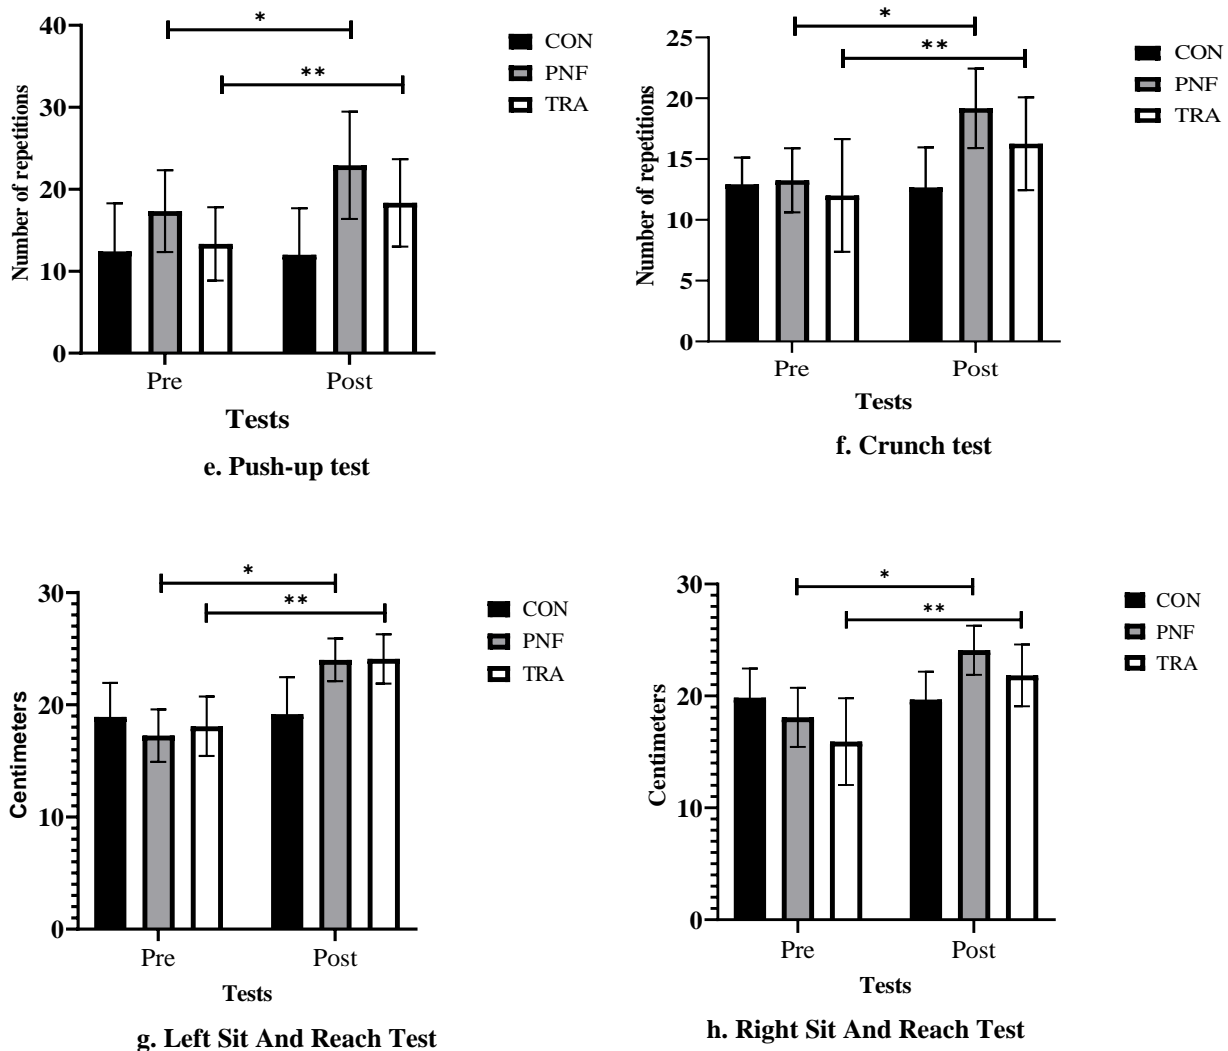 *
**
40
30
20
10
0
Number of repetitions
Pre Post
Tests
CON
PNF
TRA
e. Push-up test
*
**
25
20
15
10
5
0
Number of repetitions
Pre Post
Tests
CON
PNF
TRA
f. Crunch test
*
**
30
20
10
0
Centimeters
Pre Post
Tests
CON
PNF
TRA
g. Left Sit And Reach Test
*
**
30
20
10
0
Centimeters
Pre Post
Tests
CON
PNF
TRA
h. Right Sit And Reach Test